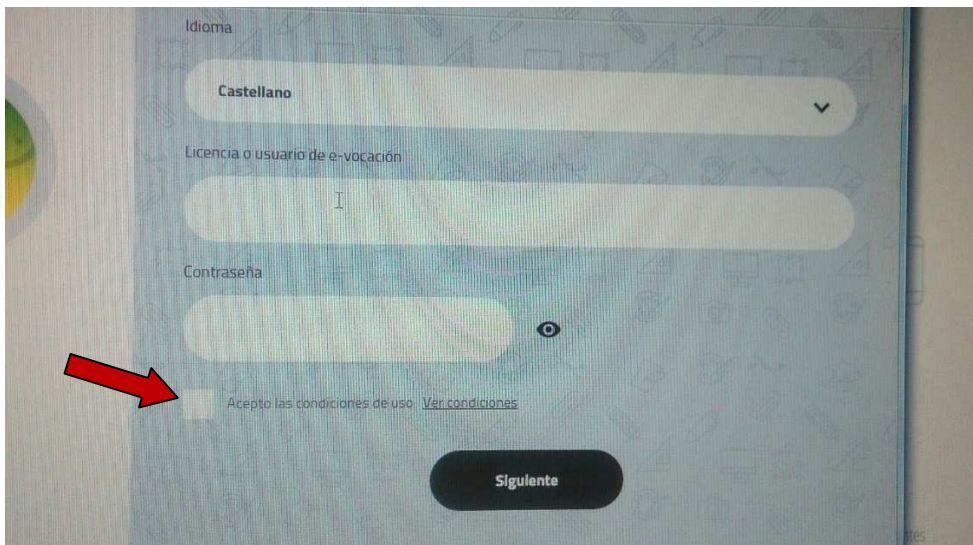 Idioma
Castellano
Licencia o usuario de e-vocación
Contraseña
Acepto las condiciones de uso Ver condiciones
Siguiente